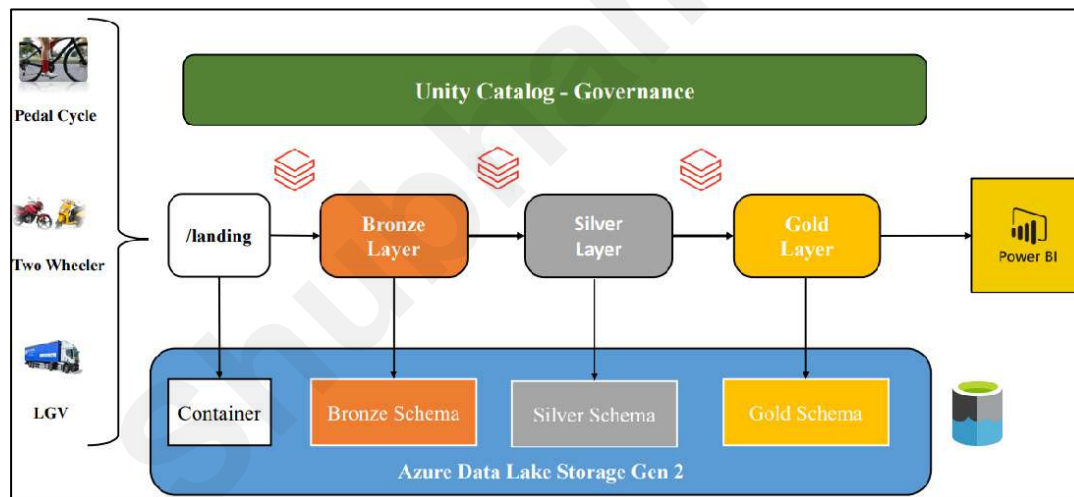 Unity Catalog - Governance
Pedal Cycle
Two Wheeler
LGV
/landing
Bronze
Layer
Silver
Layer
Gold
Layer
Power BI
Container
Bronze Schema
Silver Schema
Gold Schema
Azure Data Lake Storage Gen 2